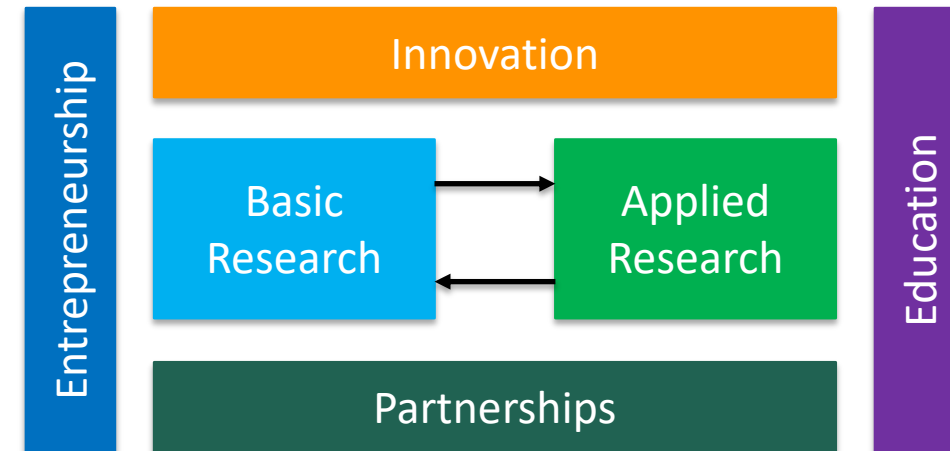 Entrepreneurship
Innovation
Basic
Research
Applied
Research
Partnerships
Education